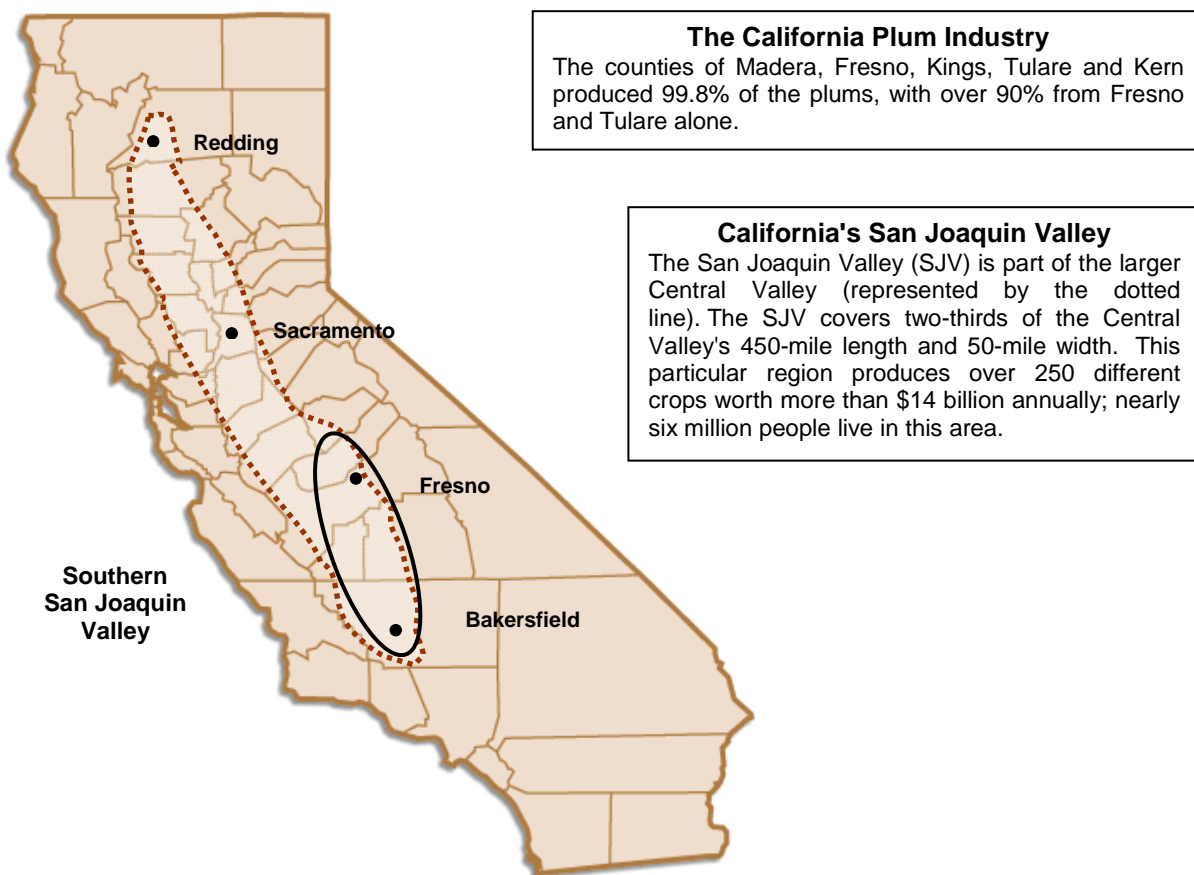 The California Plum Industry
The counties of Madera, Fresno, Kings, Tulare and Kern
produced 99.8% of the plums, with over 90% from Fresno
and Tulare alone.
Redding
California's San Joaquin Valley
The San Joaquin Valley (SJV) is part of the larger
Central Valley (represented by the dotted
line). The SJV covers two-thirds of the Central
Valley's 450-mile length and 50-mile width. This
particular region produces over 250 different
crops worth more than $14 billion annually; nearly
six million people live in this area.
Sacramento
Fresno
Southern
San Joaquin
Valley
Bakersfield